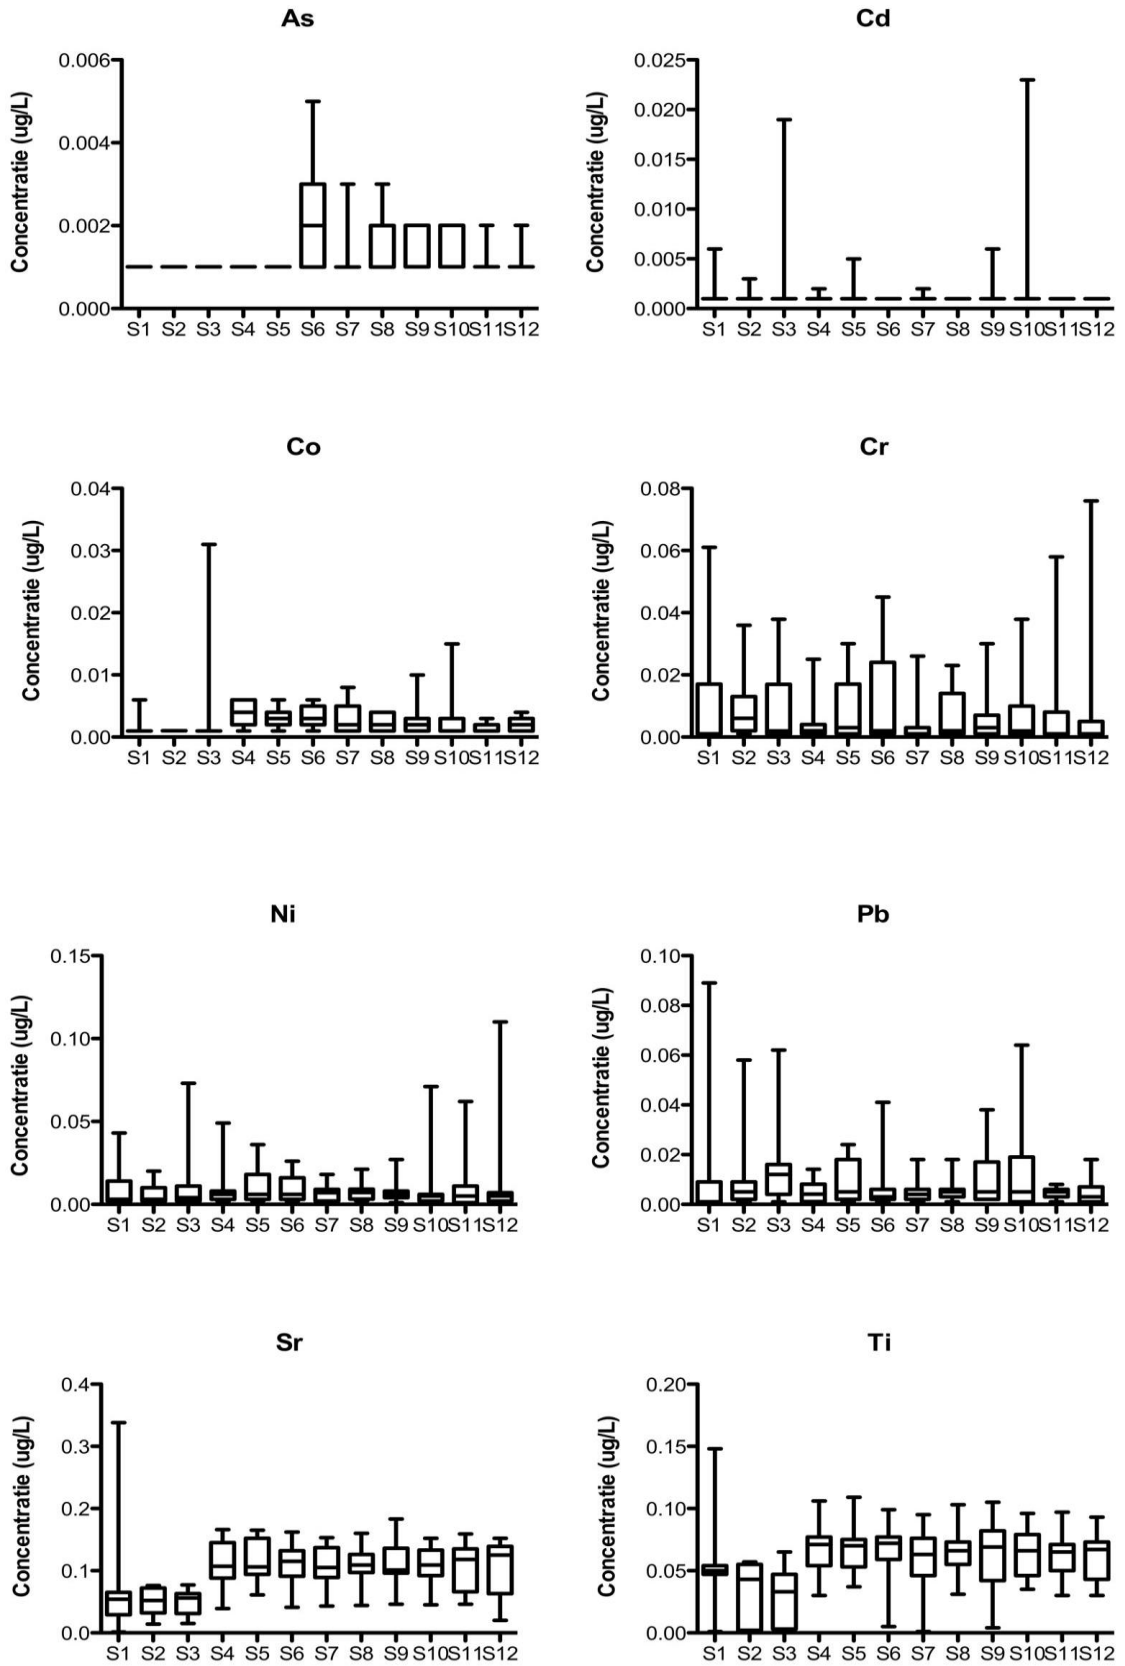 As
Concentratie (ug/L)
0.006
0.004
0.002
0.000
S1 S2 S3 S4 S5 S6 S7 S8 S9 S10 S11 S12
Cd
Concentratie (ug/L)
0.025
0.020
0.015
0.010
0.005
0.000
S1 S2 S3 S4 S5 S6 S7 S8 S9 S10 S11 S12
Co
Concentratie (ug/L)
0.04
0.03
0.02
0.01
0.00
S1 S2 S3 S4 S5 S6 S7 S8 S9 S10 S11 S12
Cr
Concentratie (ug/L)
0.08
0.06
0.04
0.02
0.00
S1 S2 S3 S4 S5 S6 S7 S8 S9 S10 S11 S12
Ni
Concentratie (ug/L)
0.15
0.10
0.05
0.00
S1 S2 S3 S4 S5 S6 S7 S8 S9 S10 S11 S12
Pb
Concentratie (ug/L)
0.10
0.08
0.06
0.04
0.02
0.00
S1 S2 S3 S4 S5 S6 S7 S8 S9 S10 S11 S12
Sr
Concentratie (ug/L)
0.4
0.3
0.2
0.1
0.0
S1 S2 S3 S4 S5 S6 S7 S8 S9 S10 S11 S12
Ti
Concentratie (ug/L)
0.20
0.15
0.10
0.05
0.00
S1 S2 S3 S4 S5 S6 S7 S8 S9 S10 S11 S12